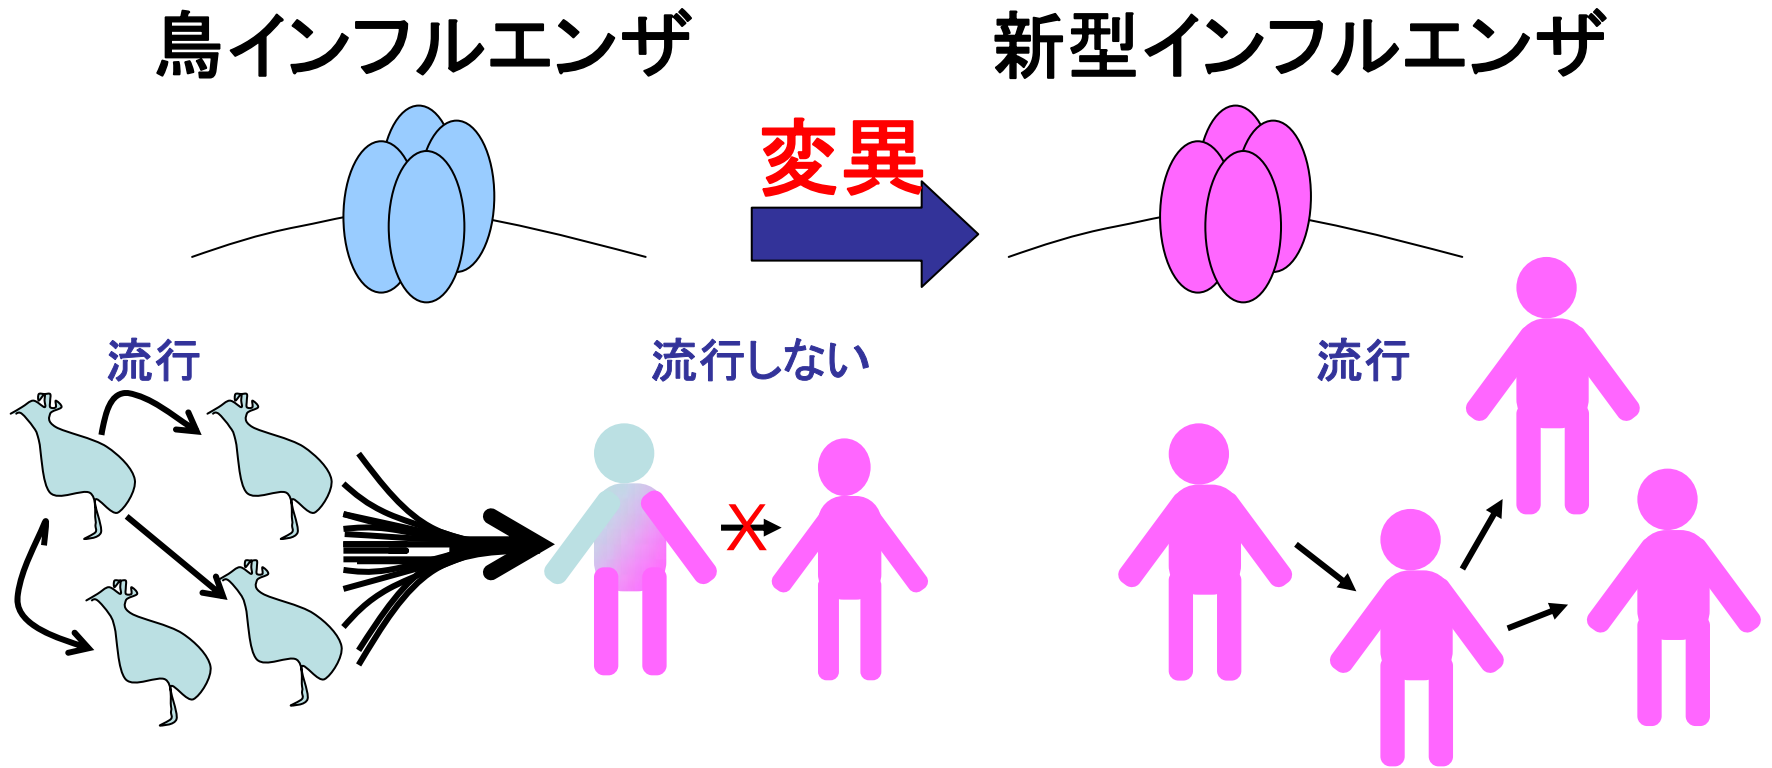 鳥インフルエンザ
新型インフルエンザ
変異
流行
流行しない
流行